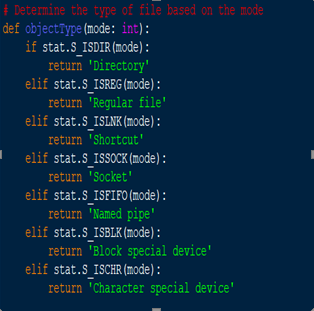 # Determine the type of file based on the mode
def objectType(mode: int):
    if stat.S_ISDIR(mode):
        return 'Directory'
    elif stat.S_ISREG(mode):
        return 'Regular file'
    elif stat.S_ISLNK(mode):
        return 'Shortcut'
    elif stat.S_ISSOCK(mode):
        return 'Socket'
    elif stat.S_ISFIFO(mode):
        return 'Named pipe'
    elif stat.S_ISBLK(mode):
        return 'Block special device'
    elif stat.S_ISCHR(mode):
        return 'Character special device'